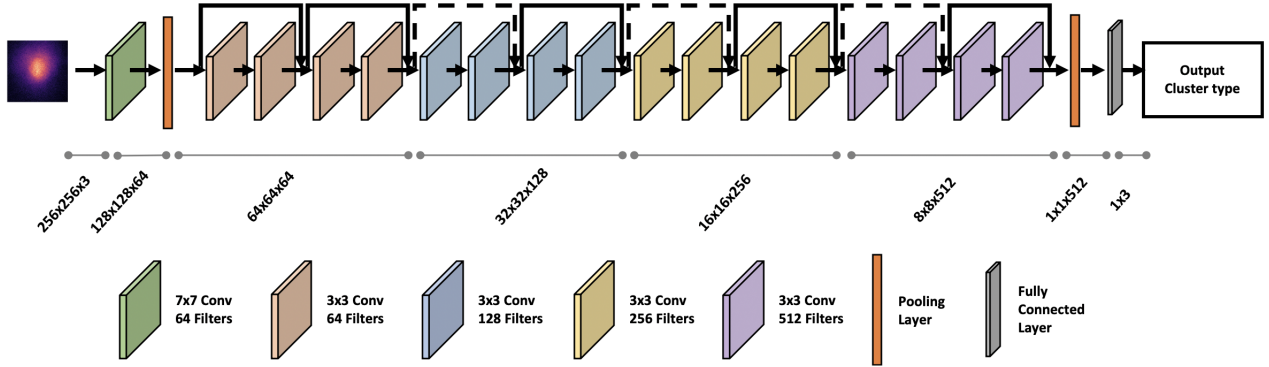 Output
Cluster type
256x256x3
128x128x64
64x64x64
32x32x128
16x16x256
8x8x512
1x1x512
1x3
7x7 Conv
64 Filters
3x3 Conv
64 Filters
3x3 Conv
128 Filters
3x3 Conv
256 Filters
3x3 Conv
512 Filters
Pooling
Layer
Fully
Connected
Layer